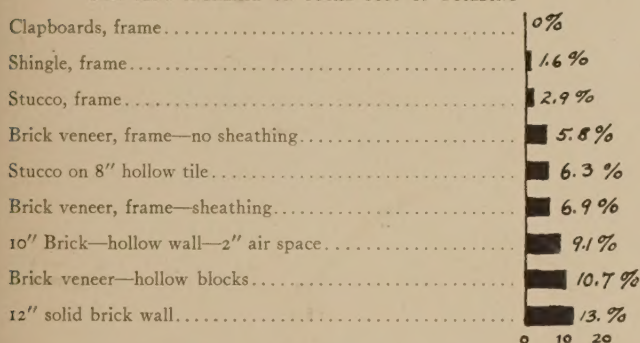 Clapboards, frame........ 0%
Shingle, frame........ 1.6%
Stucco, frame........ 2.9%
Brick veneer, frame—no sheathing........ 5.8%
Stucco on 8" hollow tile........ 6.3%
Brick veneer, frame—sheathing........ 6.9%
10" Brick—hollow wall—2" air space........ 9.1%
Brick veneer—hollow blocks........ 10.7%
12" solid brick wall........ 13.%
0 10 20